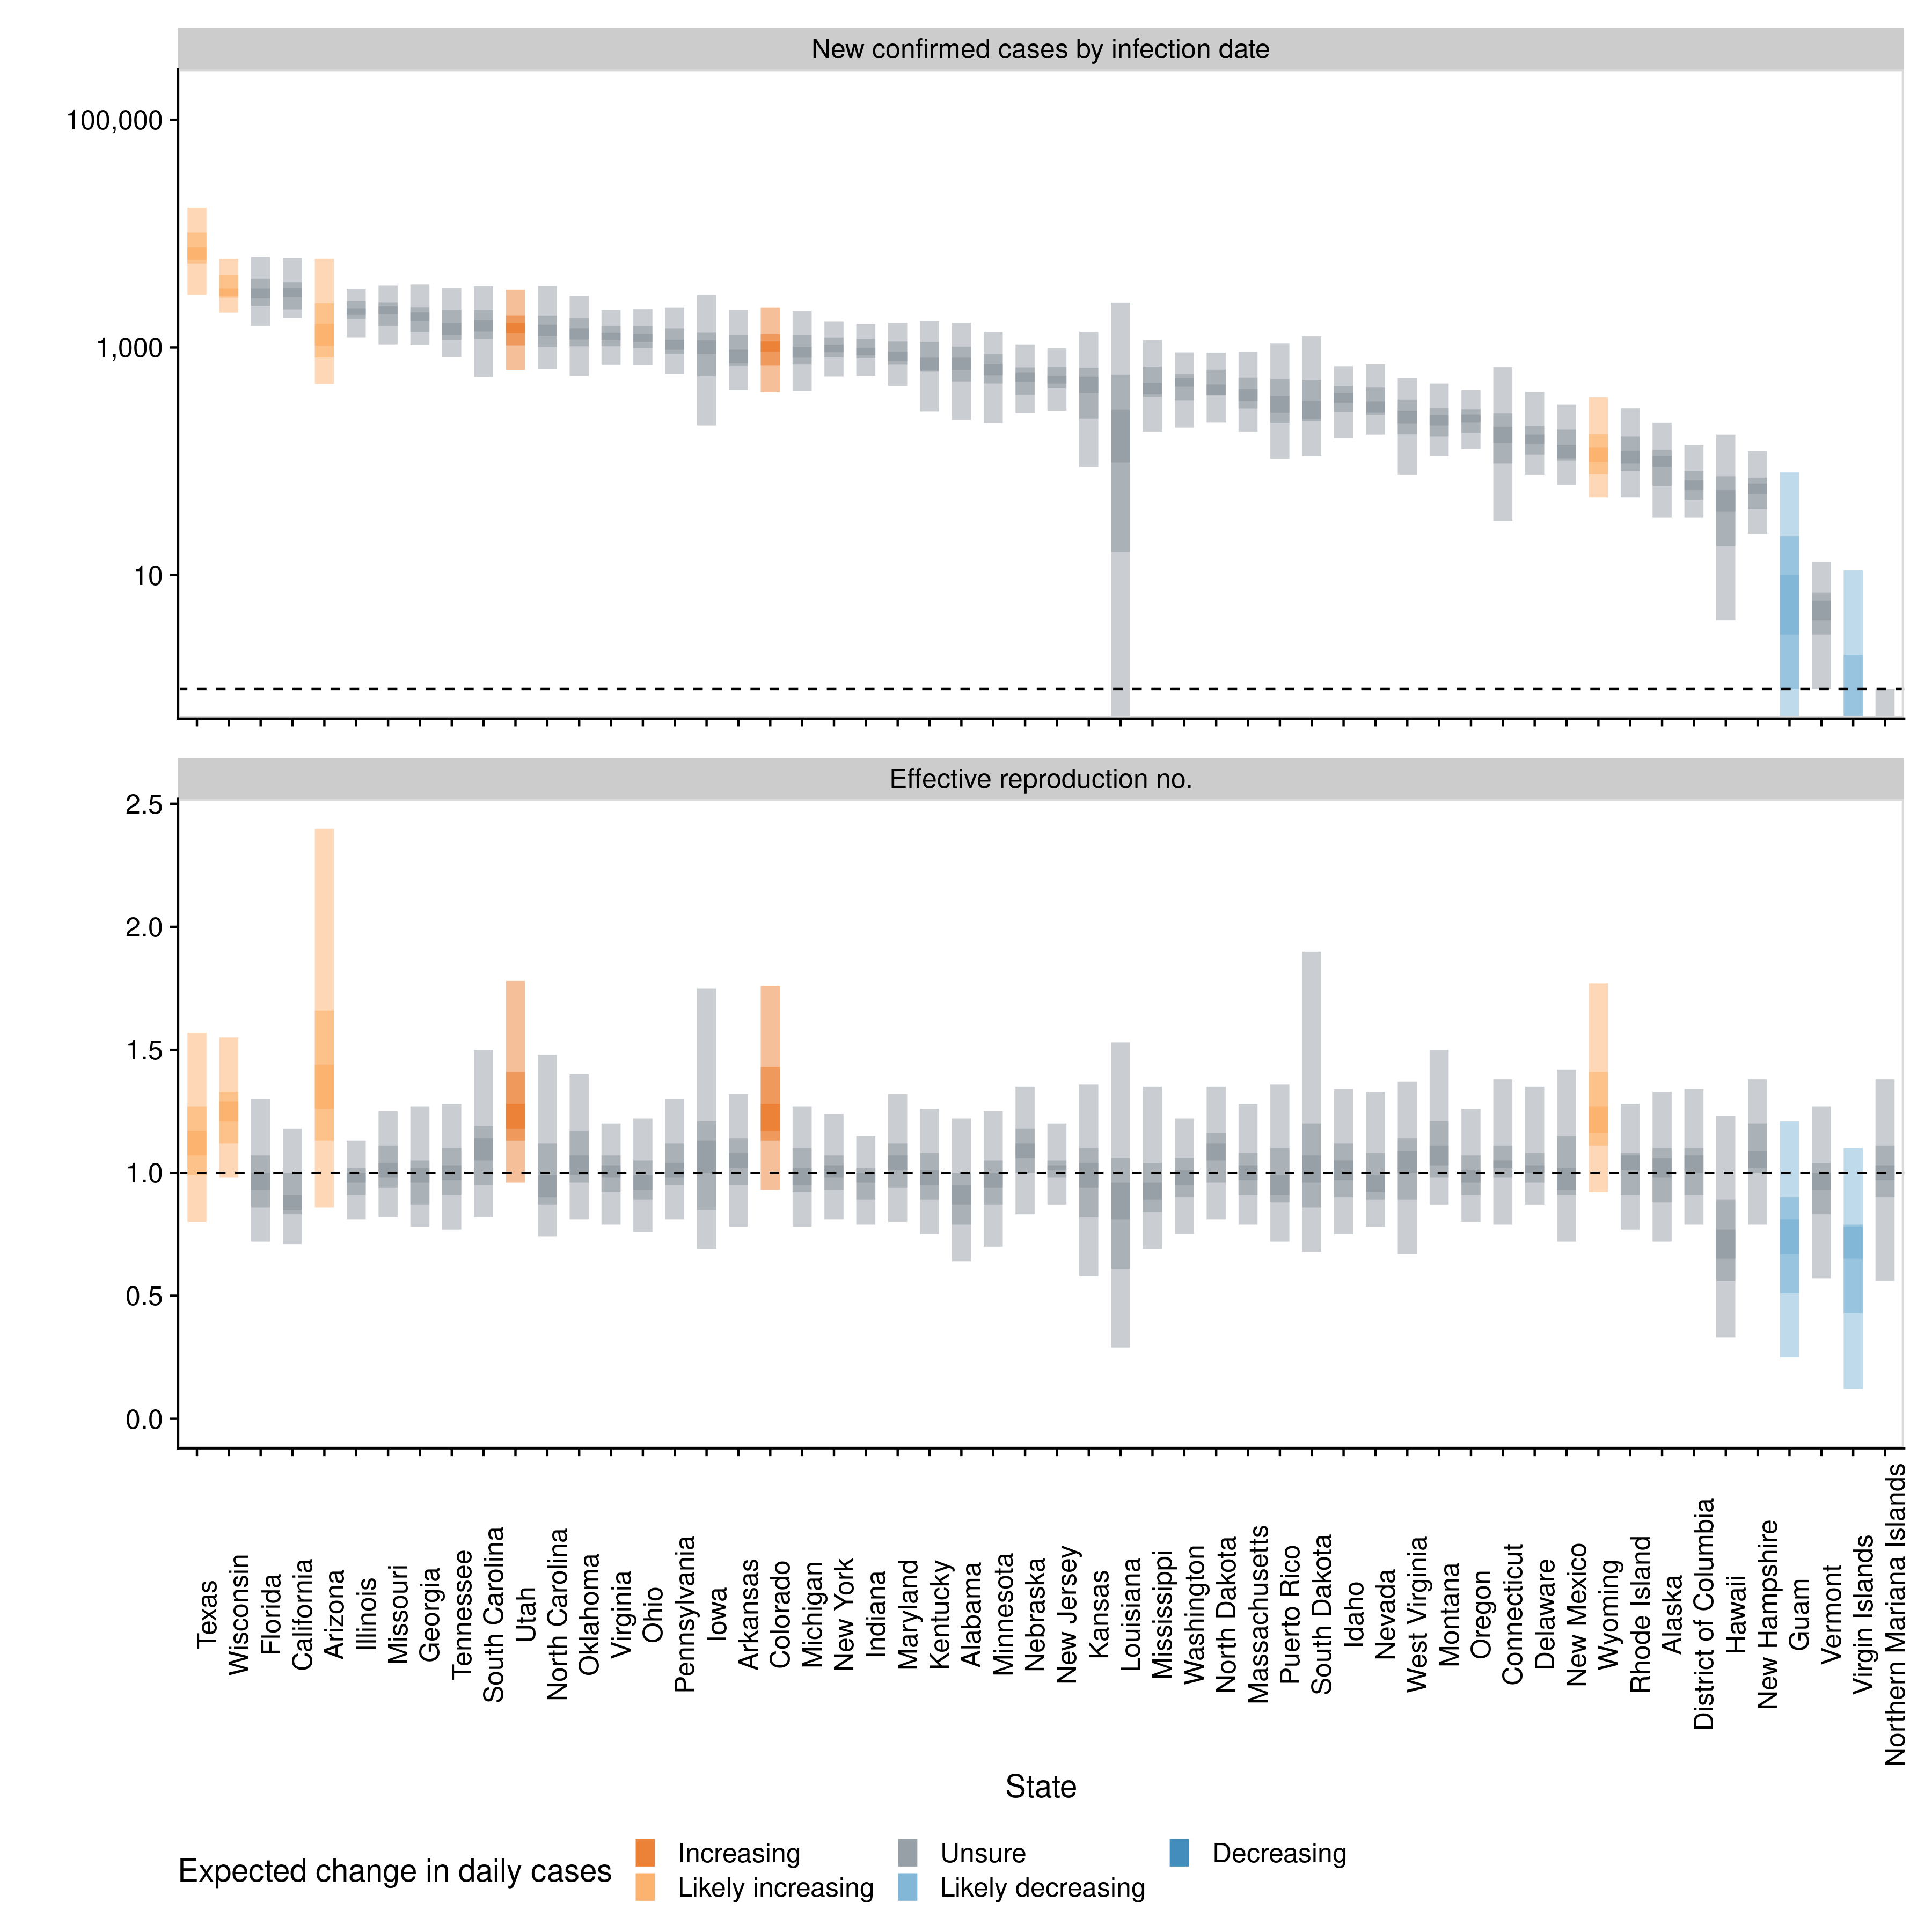 New confirmed cases by infection date
100,000
1,000
10
Effective reproduction no.
2.5
2.0
1.5
1.0
0.5
0.0
Texas
Wisconsin
Florida
California
Arizona
Illinois
Missouri
Georgia
Tennessee
South Carolina
Utah
North Carolina
Oklahoma
Virginia
Ohio
Pennsylvania
Iowa
Arkansas
Colorado
Michigan
New York
Indiana
Maryland
Kentucky
Alabama
Minnesota
Nebraska
New Jersey
Kansas
Louisiana
Mississippi
Washington
North Dakota
Massachusetts
Puerto Rico
South Dakota
Idaho
Nevada
West Virginia
Montana
Oregon
Connecticut
Delaware
New Mexico
Wyoming
Rhode Island
Alaska
District of Columbia
Hawaii
New Hampshire
Guam
Vermont
Virgin Islands
Northern Mariana Islands
State
Expected change in daily cases
Increasing
Likely increasing
Unsure
Likely decreasing
Decreasing